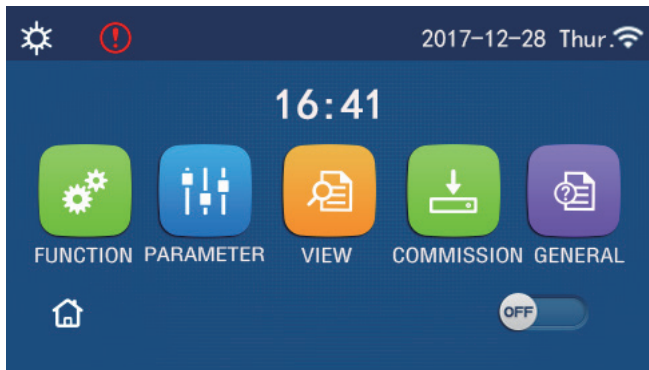 2017-12-28 Thur.
16:41
FUNCTION PARAMETER VIEW COMMISSION GENERAL
OFF